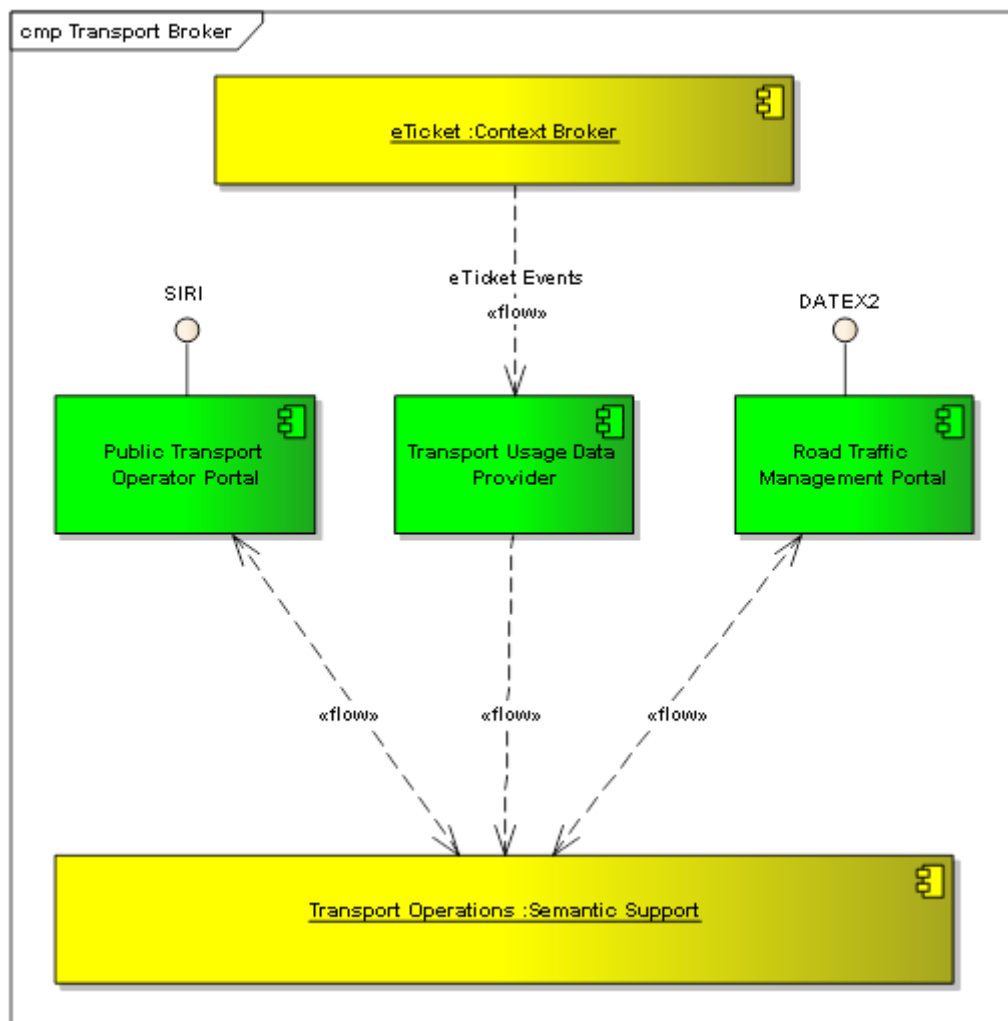 cmp Transport Broker
eTicket :Context Broker
eTicket Events
«flow»
SIRI
DATEX2
Public Transport
Operator Portal
Transport Usage Data
Provider
Road Traffic
Management Portal
«flow»
«flow»
«flow»
Transport Operations :Semantic Support